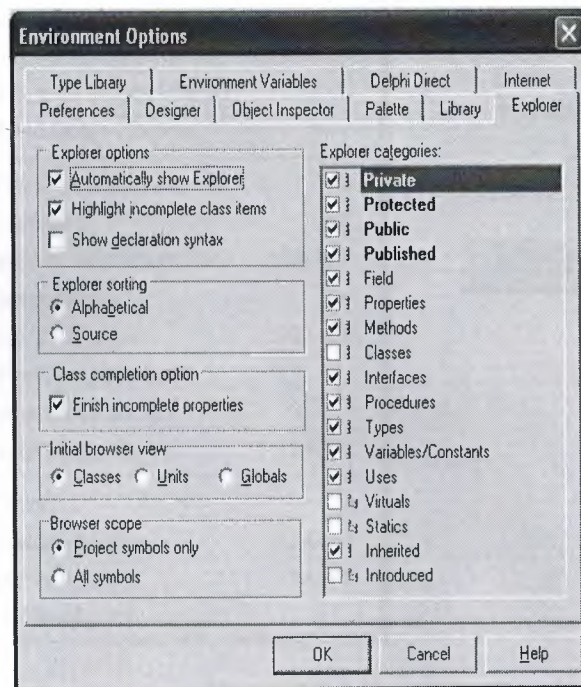 Environment Options
Type Library
Environment Variables
Delphi Direct
Internet
Preferences
Designer
Object Inspector
Palette
Library
Explorer
Explorer options
Automatically show Explorer
Highlight incomplete class items
Show declaration syntax
Explorer sorting
Alphabetical
Source
Class completion option
Finish incomplete properties
Initial browser view
Classes
Units
Globals
Browser scope
Project symbols only
All symbols
Explorer categories:
Private
Protected
Public
Published
Field
Properties
Methods
Classes
Interfaces
Procedures
Types
Variables/Constants
Uses
Virtuals
Statics
Inherited
Introduced
OK
Cancel
Help